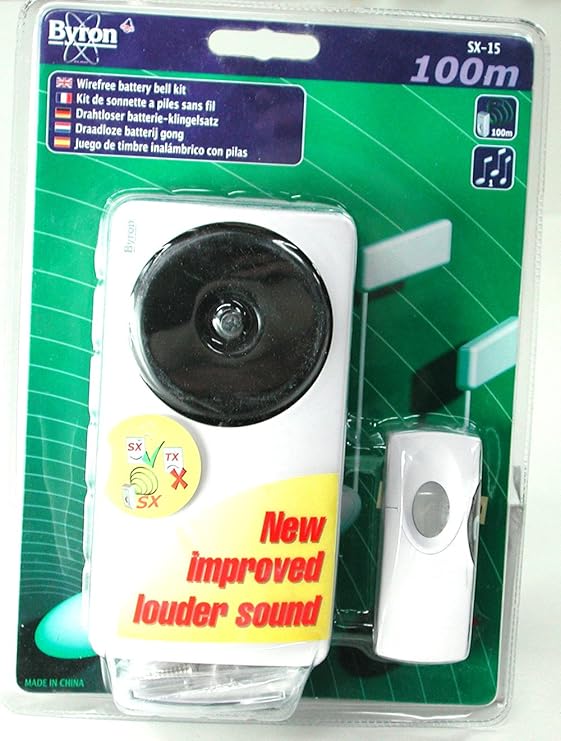 Byron
SX-15
100m
Wirefree battery bell kit
Kit de sonnette a piles sans fil
Drahtloser batterie-klingelsatz
Draadloze batterij gong
Juego de timbre inalámbrico con pilas
100m
Byron
SX TX
SX
New
improved
louder sound
MADE IN CHINA